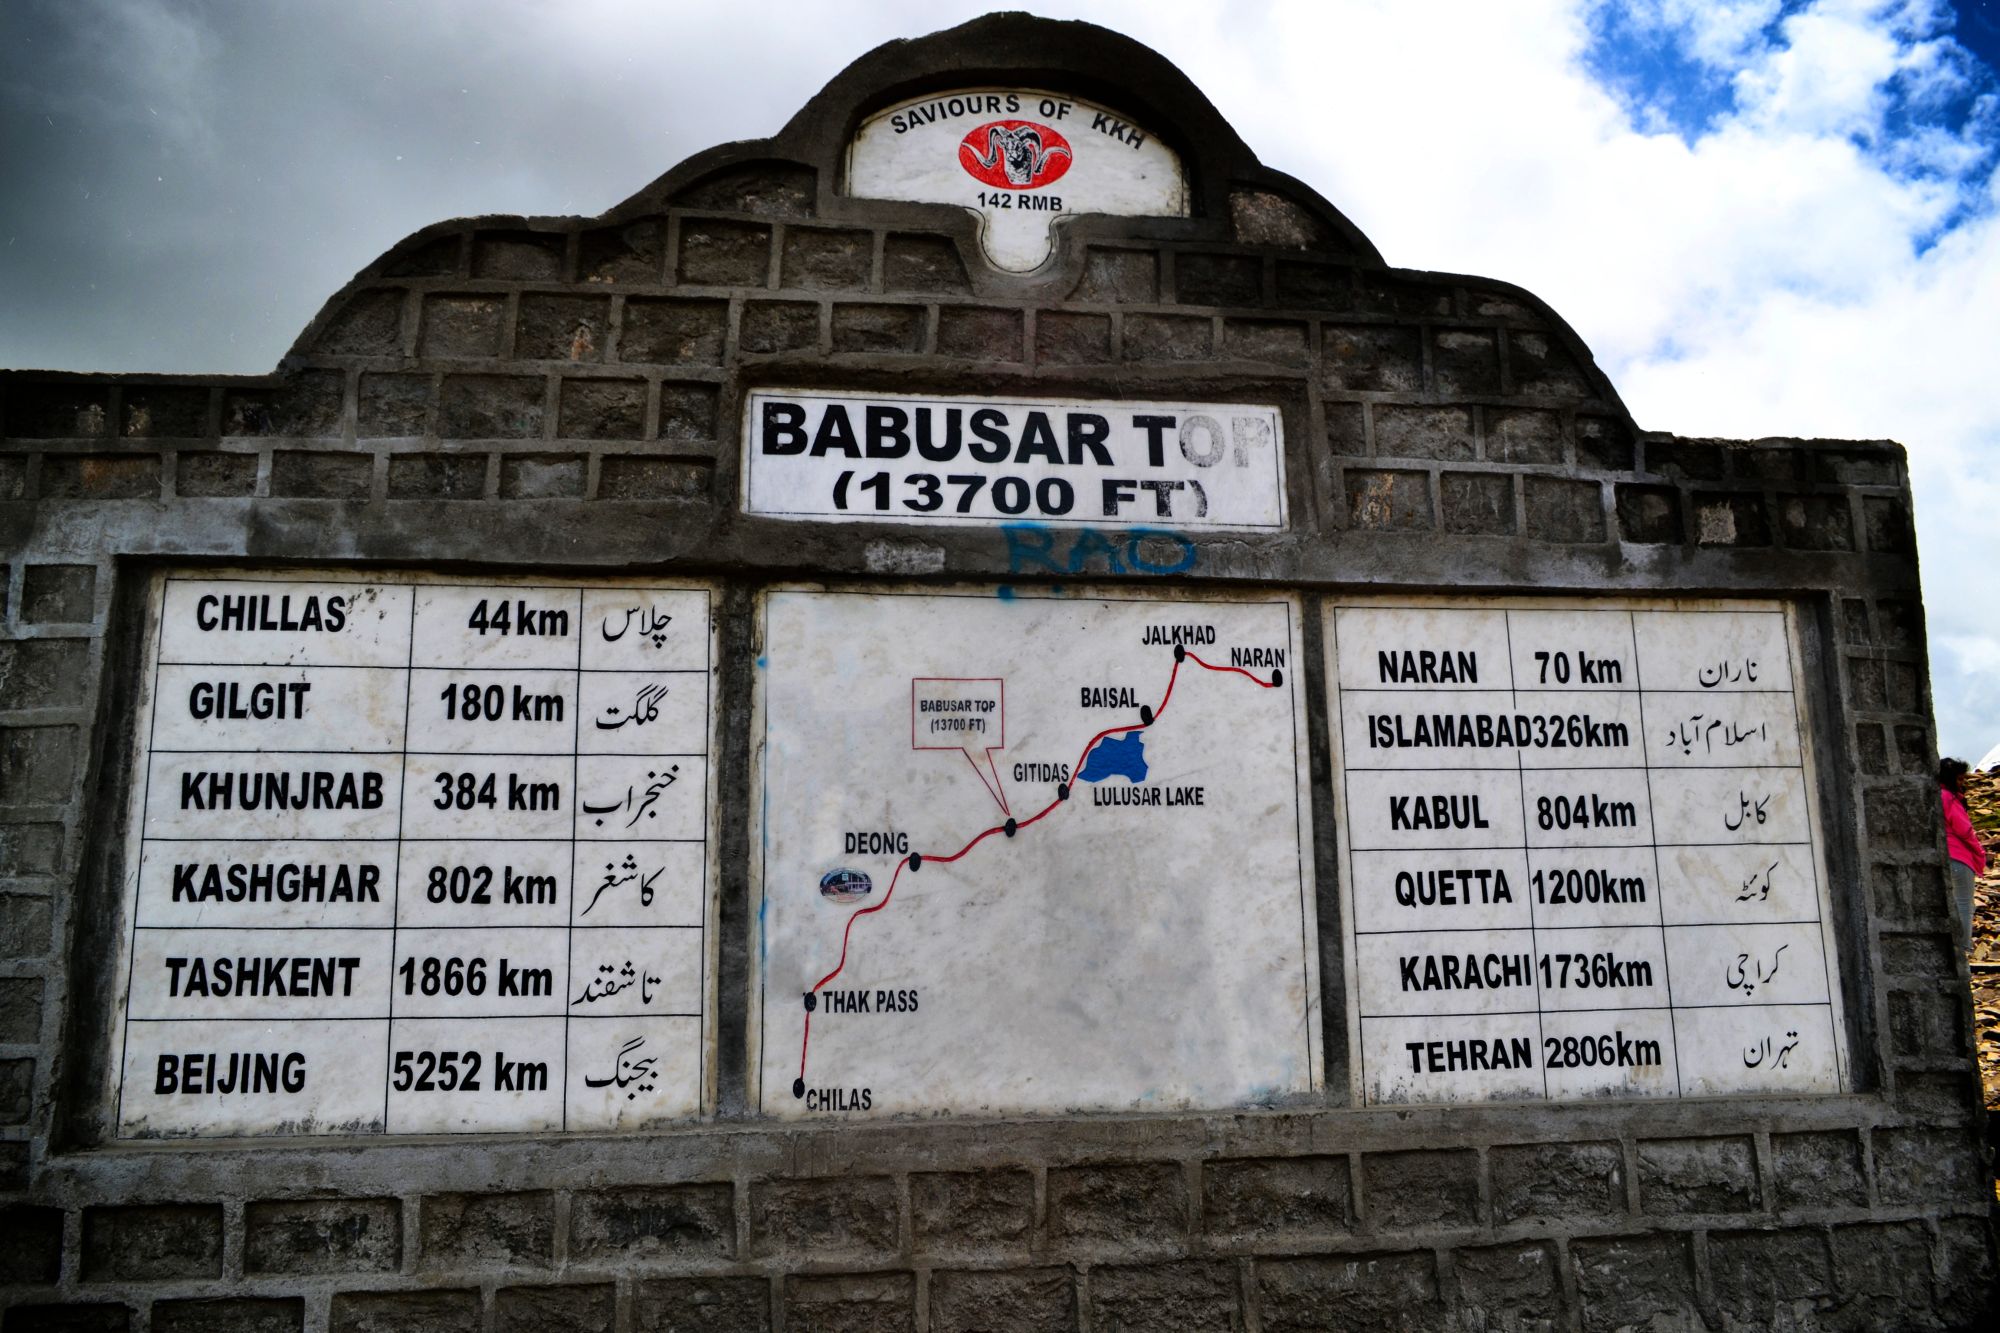 SAVIOURS OF KKH
142 RMB
BABUSAR TOP
(13700 FT)
RAO
CHILLAS 44 km چلاس
GILGIT 180 km گلگت
KHUNJRAB 384 km خنجراب
KASHGHAR 802 km کاشغر
TASHKENT 1866 km تاشقند
BEIJING 5252 km بیجنگ
JALKHAD
NARAN
BAISAL
BABUSAR TOP
(13700 FT)
GITIDAS
LULUSAR LAKE
DEONG
THAK PASS
CHILAS
NARAN 70 km ناران
ISLAMABAD 326km اسلام آباد
KABUL 804km کابل
QUETTA 1200km کوئٹہ
KARACHI 1736km کراچی
TEHRAN 2806km تہران